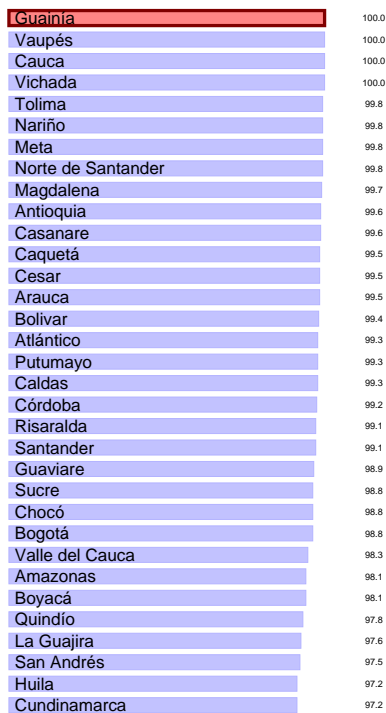 Guainía 100.0
Vaupés 100.0
Cauca 100.0
Vichada 100.0
Tolima 99.8
Nariño 99.8
Meta 99.8
Norte de Santander 99.8
Magdalena 99.7
Antioquia 99.6
Casanare 99.6
Caquetá 99.5
Cesar 99.5
Arauca 99.5
Bolivar 99.4
Atlántico 99.3
Putumayo 99.3
Caldas 99.3
Córdoba 99.2
Risaralda 99.1
Santander 99.1
Guaviare 98.9
Sucre 98.8
Chocó 98.8
Bogotá 98.8
Valle del Cauca 98.3
Amazonas 98.1
Boyacá 98.1
Quindío 97.8
La Guajira 97.6
San Andrés 97.5
Huila 97.2
Cundinamarca 97.2